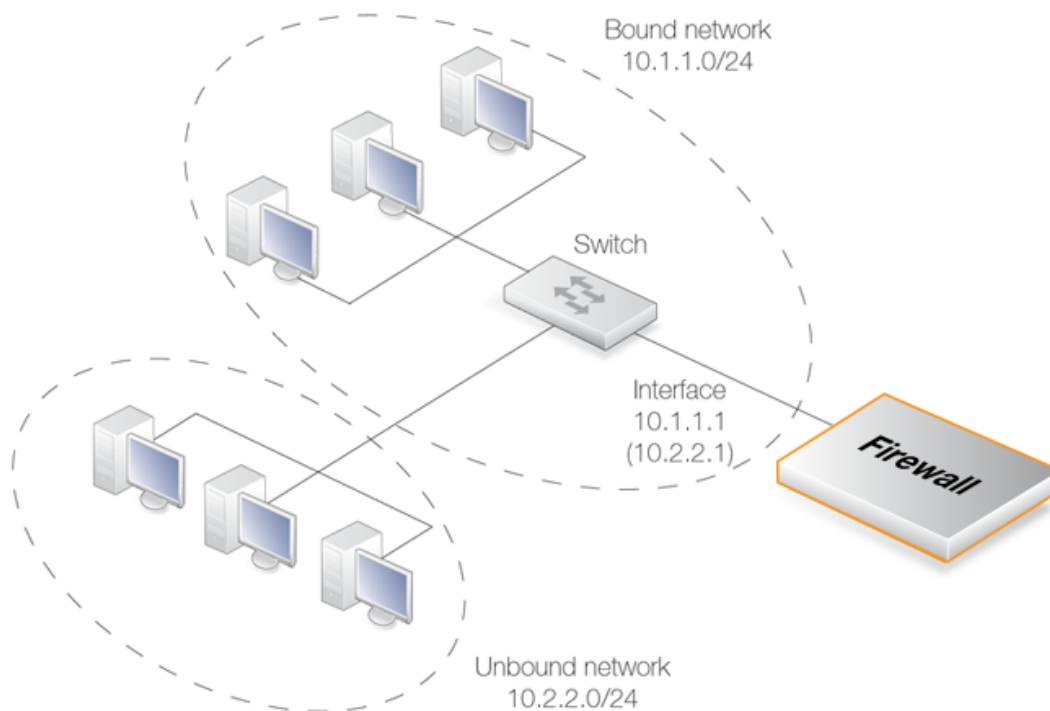 Bound network
10.1.1.0/24
Switch
Interface
10.1.1.1
(10.2.2.1)
Firewall
Unbound network
10.2.2.0/24